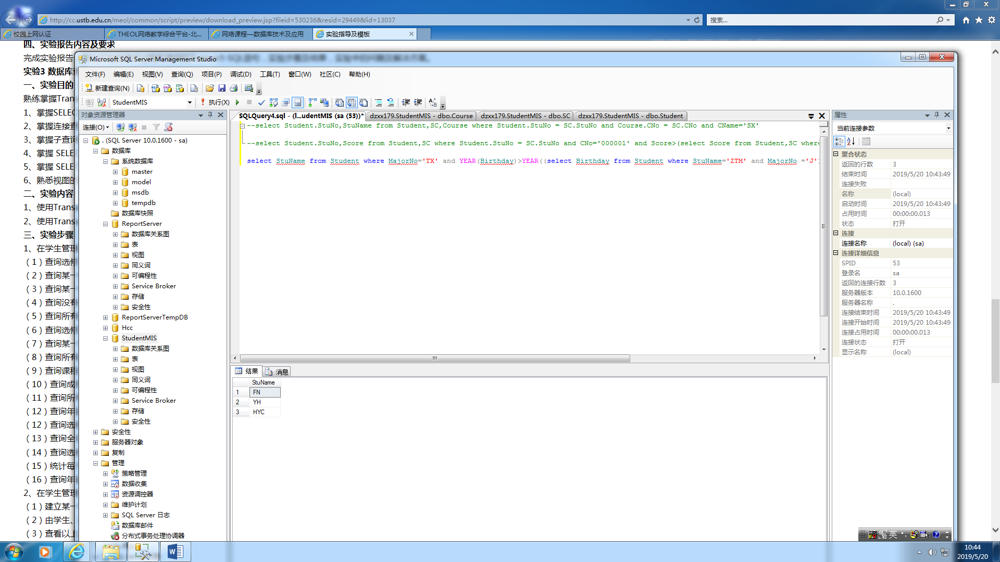 http://cc.ustb.edu.cn/meol/common/script/preview/download_preview.jsp?fileid=530236&resid=29449&lid=13037
搜索...
校园上网认证
THEOL网络教学综合平台-北...
网络课程—数据库技术及应用
实验指导及模板
四、实验报告内容及要求
完成实验报告
实验3 数据库
一、实验目的
熟练掌握Tran
1、掌握SELEC
2、掌握连接查
3、掌握子查询
4、掌握 SELE
5、掌握 SELE
6、熟悉视图的
二、实验内容
1、使用Trans
2、使用Trans
三、实验步骤
1、在学生管理
（1）查询选修
（2）查询某一
（3）查询某一
（4）查询没有
（5）查询所有
（6）查询选修
（7）查询某一
（8）查询所有
（9）查询课程
（10）查询成
（11）查询所
（12）查询年
（12）查询选
（13）查询全
（14）查询选
（15）统计每
（16）查询年
2、在学生管理
（1）建立某一
（2）由学生、
（3）查看以上
Microsoft SQL Server Management Studio
文件(F) 编辑(E) 视图(V) 查询(Q) 项目(P) 调试(D) 工具(T) 窗口(W) 社区(C) 帮助(H)
新建查询(N)
StudentMIS
执行(X)
对象资源管理器
连接(O)
. (SQL Server 10.0.1600 - sa)
数据库
系统数据库
master
model
msdb
tempdb
数据库快照
ReportServer
数据库关系图
表
视图
同义词
可编程性
Service Broker
存储
安全性
ReportServerTempDB
Hcc
StudentMIS
数据库关系图
表
视图
同义词
可编程性
Service Broker
存储
安全性
安全性
服务器对象
复制
管理
策略管理
数据收集
资源调控器
维护计划
SQL Server 日志
数据库邮件
分布式事务处理协调器
SQLQuery4.sql - (l...udentMIS (sa (53))*
dzxx179.StudentMIS - dbo.Course
dzxx179.StudentMIS - dbo.SC
dzxx179.StudentMIS - dbo.Student
--select Student.StuNo,StuName from Student,SC,Course where Student.StuNo = SC.StuNo and Course.CNo = SC.CNo and CName='SX'
--select Student.StuNo,Score from Student,SC where Student.StuNo = SC.StuNo and CNo='000001' and Score>(select Score from Student,SC wher
select StuName from Student where MajorNo='TX' and YEAR(Birthday)>YEAR((select Birthday from Student where StuName='ZTM' and MajorNo ='J'
结果
消息
StuName
1 FN
2 YH
3 HYC
属性
当前连接参数
聚合状态
返回的行数 3
结束时间 2019/5/20 10:43:49
连接失败
名称 (local)
启动时间 2019/5/20 10:43:49
占用时间 00:00:00.013
状态 打开
连接
连接名称 (local) (sa)
连接详细信息
SPID 53
登录名 sa
返回的连接行数 3
服务器版本 10.0.1600
服务器名称 .
连接结束时间 2019/5/20 10:43:49
连接开始时间 2019/5/20 10:43:49
连接占用时间 00:00:00.013
连接状态 打开
显示名称 (local)
英
10:44
2019/5/20